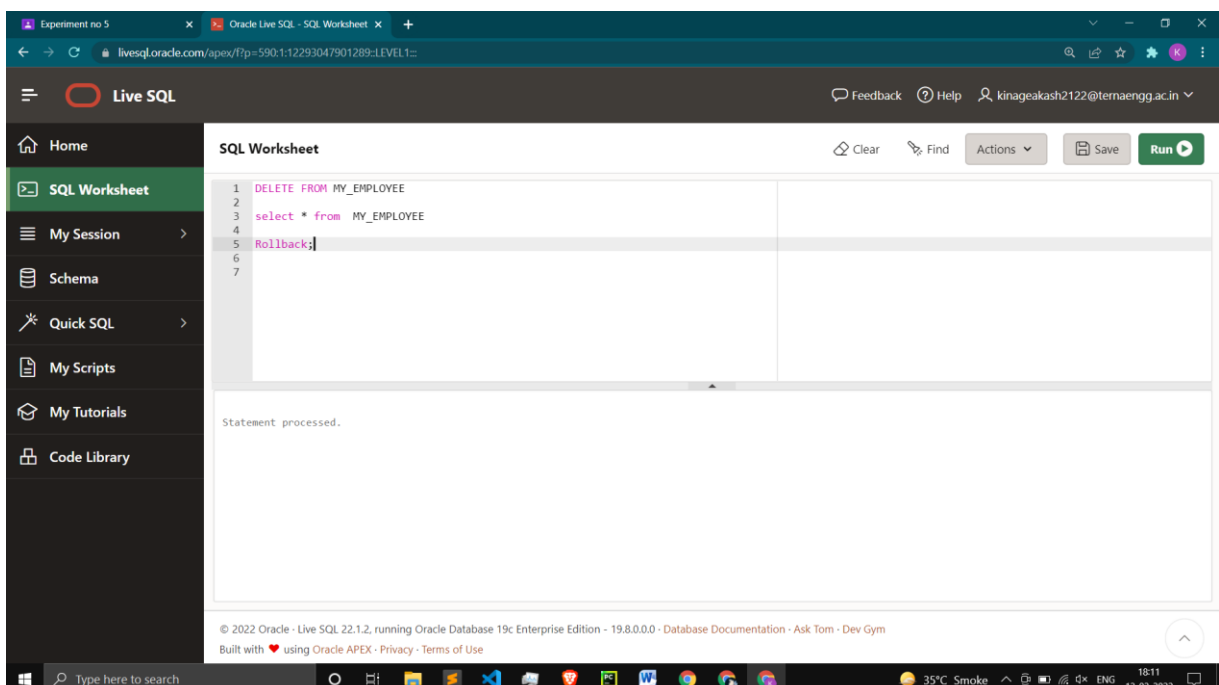 Experiment no 5
Oracle Live SQL - SQL Worksheet
livesql.oracle.com/apex/f?p=590:1:12293047901289::LEVEL1:::
K
Live SQL
Feedback
Help
kinageakash2122@ternaengg.ac.in
Home
SQL Worksheet
My Session
Schema
Quick SQL
My Scripts
My Tutorials
Code Library
SQL Worksheet
Clear
Find
Actions
Save
Run
1 DELETE FROM MY_EMPLOYEE
2
3 select * from MY_EMPLOYEE
4
5 Rollback;
6
7
Statement processed.
© 2022 Oracle · Live SQL 22.1.2, running Oracle Database 19c Enterprise Edition - 19.8.0.0.0 · Database Documentation · Ask Tom · Dev Gym
Built with ❤ using Oracle APEX · Privacy · Terms of Use
Type here to search
35°C Smoke
ENG
18:11